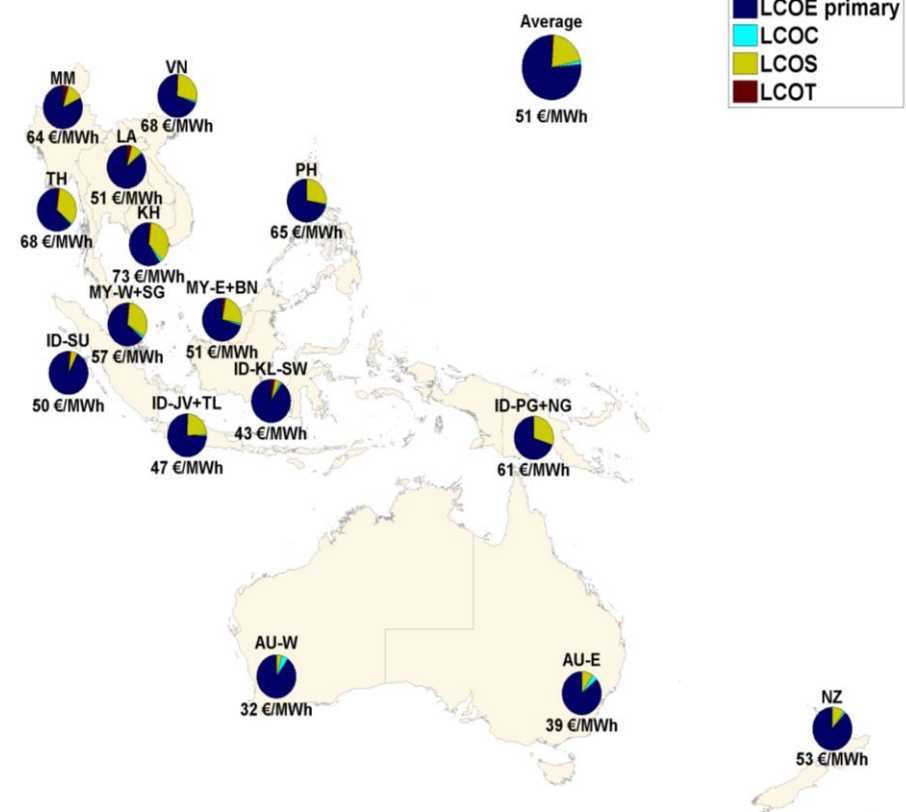 LCOE primary
LCOC
LCOS
LCOT
Average
51 €/MWh
MM
64 €/MWh
VN
68 €/MWh
LA
51 €/MWh
TH
68 €/MWh
KH
73 €/MWh
PH
65 €/MWh
MY-W+SG
57 €/MWh
MY-E+BN
51 €/MWh
ID-SU
50 €/MWh
ID-KL-SW
43 €/MWh
ID-JV+TL
47 €/MWh
ID-PG+NG
61 €/MWh
AU-W
32 €/MWh
AU-E
39 €/MWh
NZ
53 €/MWh